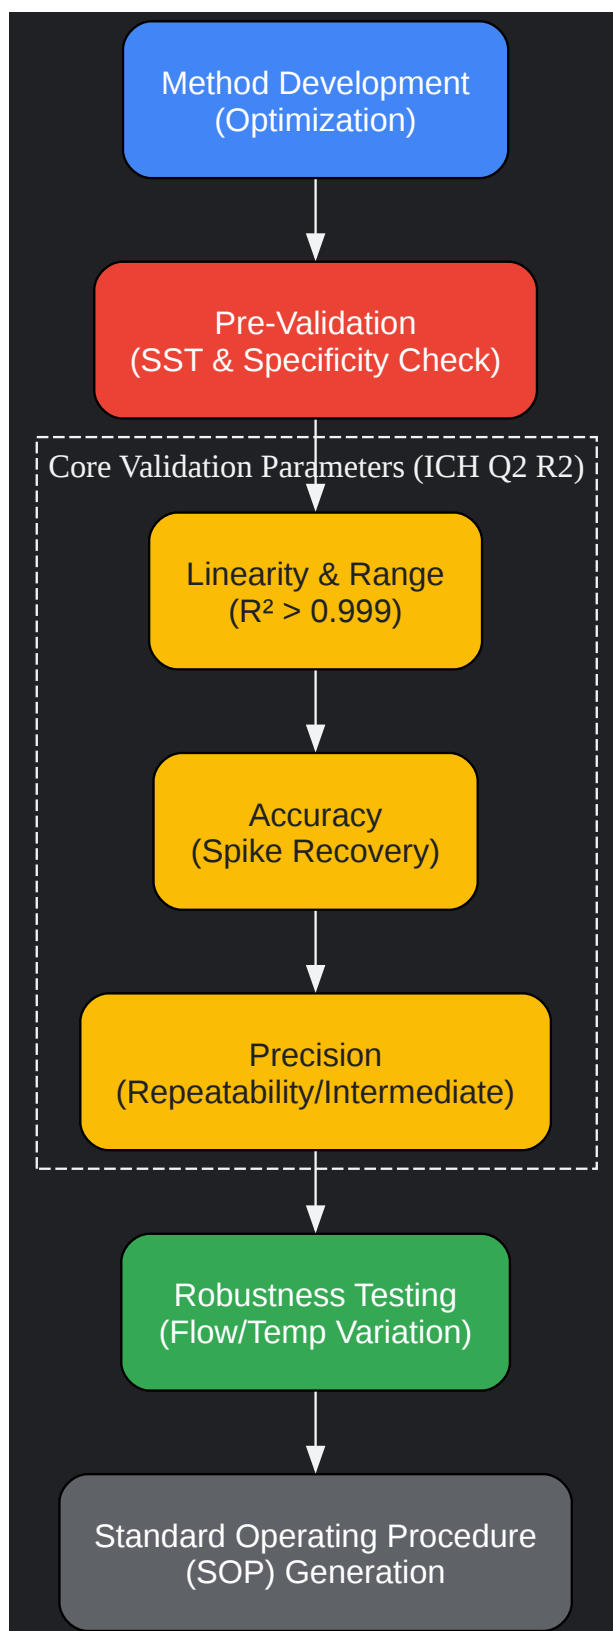 Method Development
(Optimization)
Pre-Validation
(SST & Specificity Check)
Core Validation Parameters (ICH Q2 R2)
Linearity & Range
(R² > 0.999)
Accuracy
(Spike Recovery)
Precision
(Repeatability/Intermediate)
Robustness Testing
(Flow/Temp Variation)
Standard Operating Procedure
(SOP) Generation